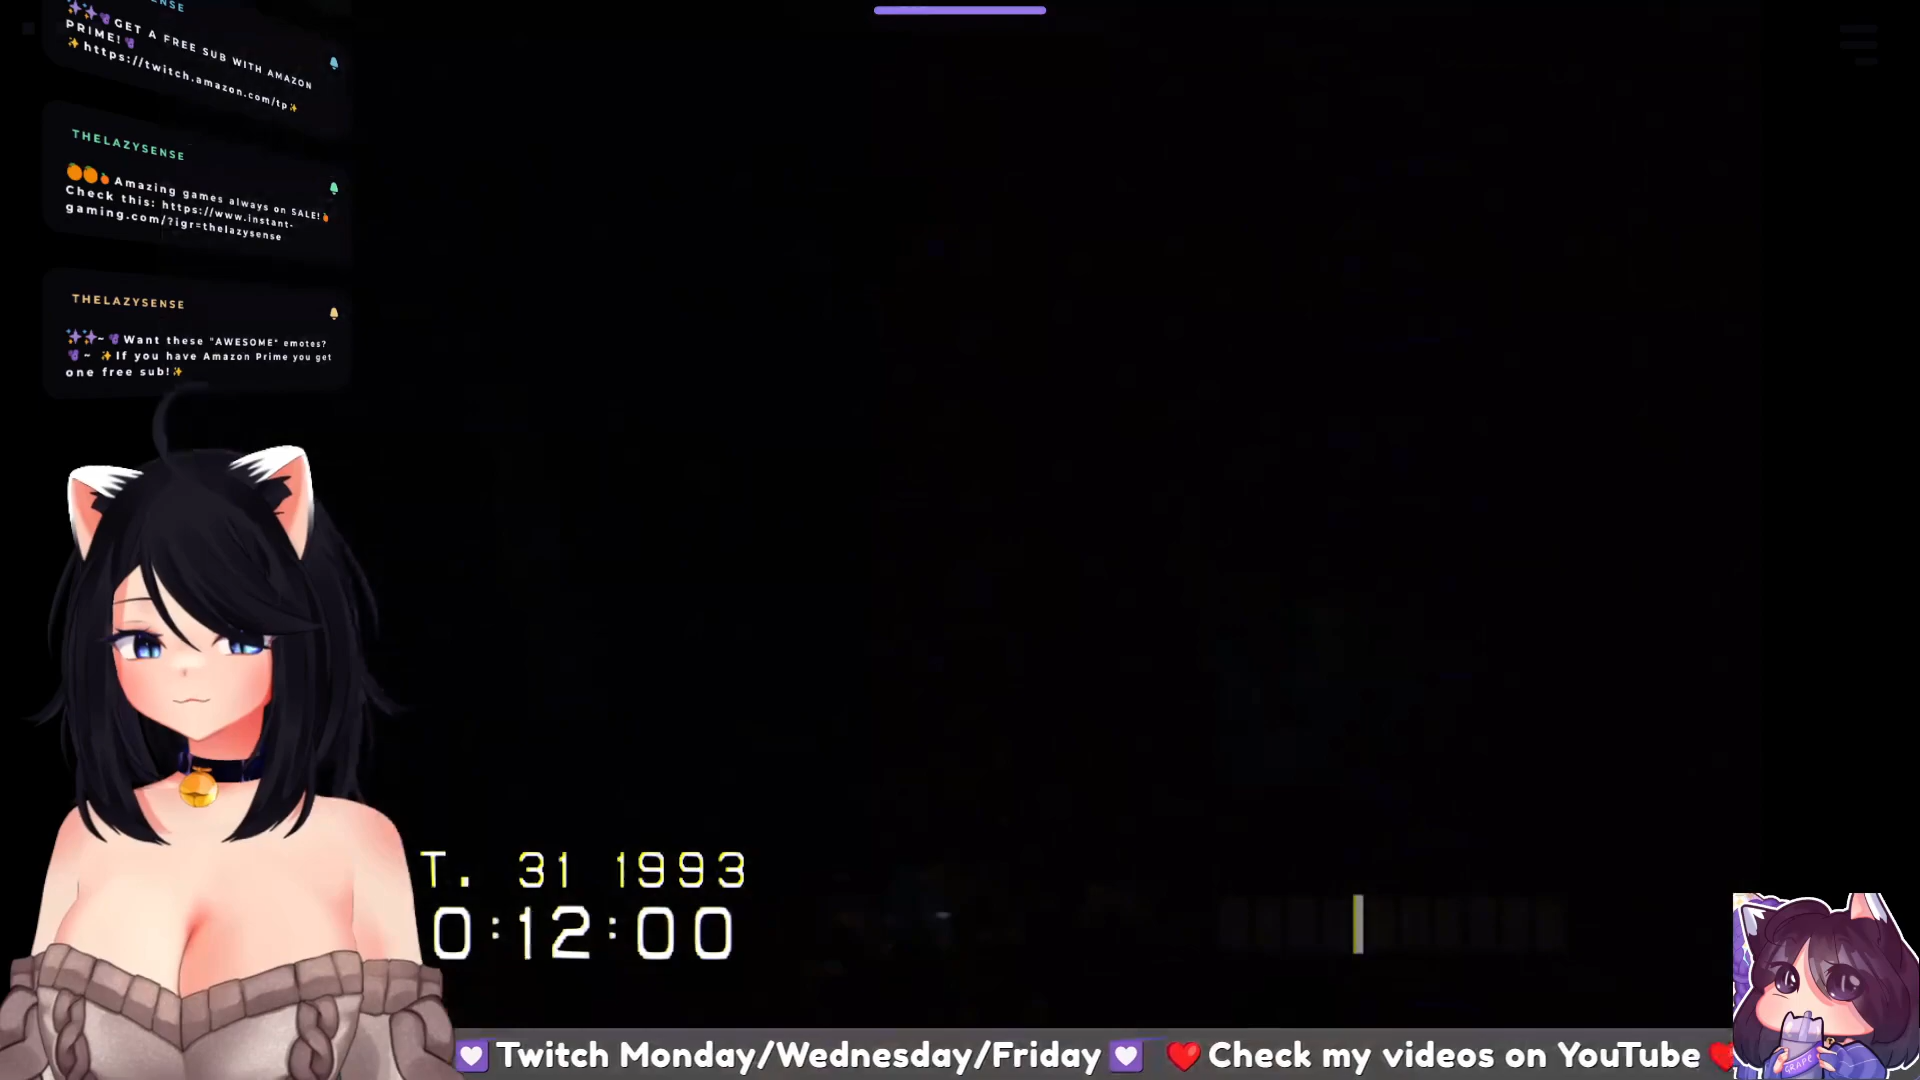 ENSE
✨✨🍇GET A FREE SUB WITH AMAZON
PRIME!🍇
✨https://twitch.amazon.com/tp✨
THELAZYSENSE
🍊🍊🍊Amazing games always on SALE!🍊
Check this: https://www.instant-
gaming.com/?igr=thelazysense
THELAZYSENSE
✨✨~🍇Want these "AWESOME" emotes?
🍇~ ✨If you have Amazon Prime you get
one free sub!✨
T. 31 1993
0:12:00
💜 Twitch Monday/Wednesday/Friday 💜 ❤️ Check my videos on YouTube ❤️
GRAPE